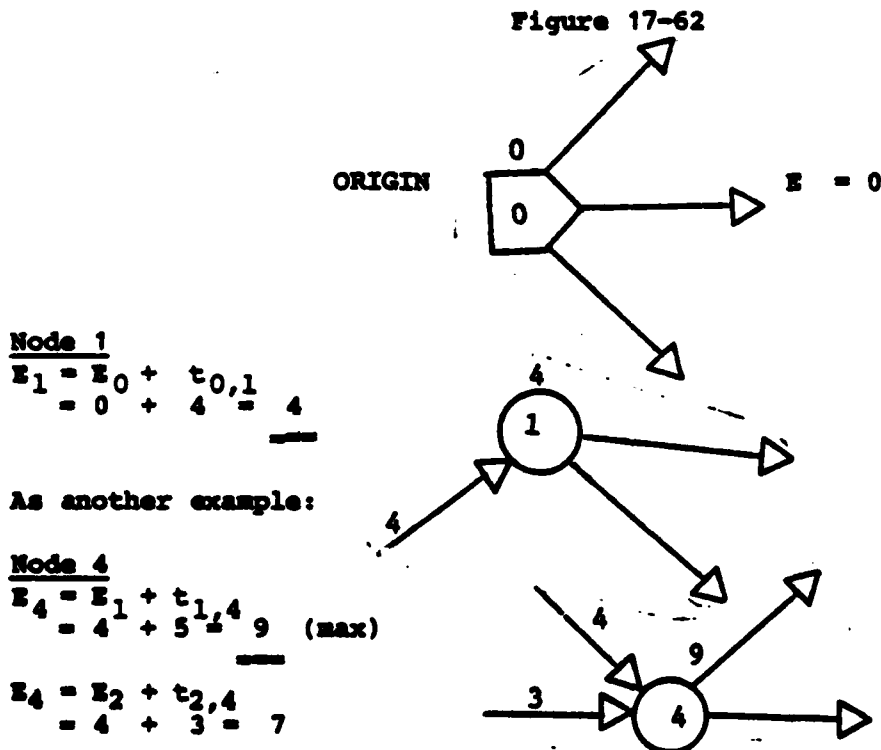 Figure 17-62
0
ORIGIN
0
E = 0
Node 1
E1 = E0 + t0,1
= 0 + 4 = 4
4
1
4
As another example:
Node 4
E4 = E1 + t1,4
= 4 + 5 = 9 (max)
4
9
E4 = E2 + t2,4
= 4 + 3 = 7
3
4